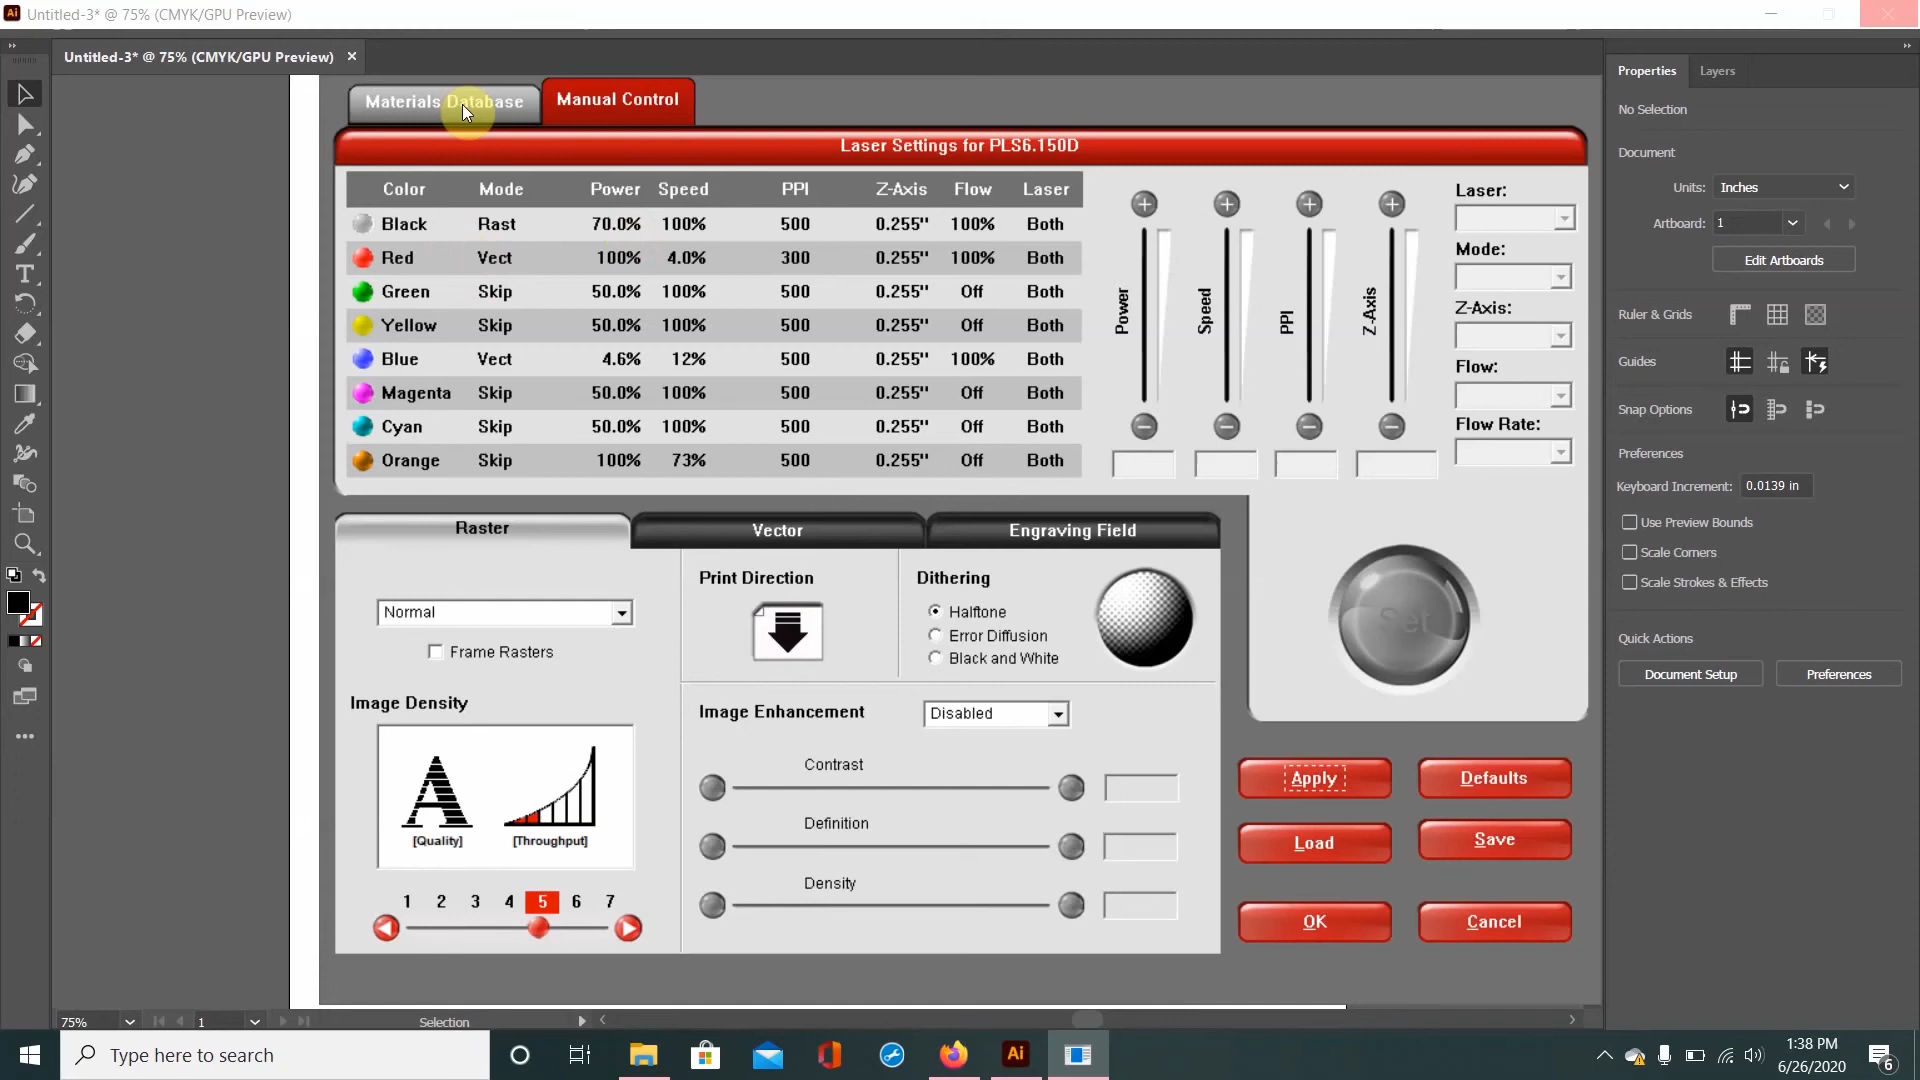 Ai Untitled-3* @ 75% (CMYK/GPU Preview)
Untitled-3* @ 75% (CMYK/GPU Preview) ×
Materials Database Manual Control
Laser Settings for PLS6.150D
Color Mode Power Speed PPI Z-Axis Flow Laser
Black Rast 70.0% 100% 500 0.255'' 100% Both
Red Vect 100% 4.0% 300 0.255'' 100% Both
Green Skip 50.0% 100% 500 0.255'' Off Both
Yellow Skip 50.0% 100% 500 0.255'' Off Both
Blue Vect 4.6% 12% 500 0.255'' 100% Both
Magenta Skip 50.0% 100% 500 0.255'' Off Both
Cyan Skip 50.0% 100% 500 0.255'' Off Both
Orange Skip 100% 73% 500 0.255'' Off Both
Power
Speed
PPI
Z-Axis
Laser:
Mode:
Z-Axis:
Flow:
Flow Rate:
Set
Raster Vector Engraving Field
Normal
Frame Rasters
Image Density
A
[Quality] [Throughput]
1 2 3 4 5 6 7
Print Direction
Dithering
Halftone
Error Diffusion
Black and White
Image Enhancement Disabled
Contrast
Definition
Density
Apply Defaults
Load Save
OK Cancel
Properties Layers
No Selection
Document
Units: Inches
Artboard: 1
Edit Artboards
Ruler & Grids
Guides
Snap Options
Preferences
Keyboard Increment: 0.0139 in
Use Preview Bounds
Scale Corners
Scale Strokes & Effects
Quick Actions
Document Setup Preferences
75% 1 Selection
Type here to search
Ai
1:38 PM
6/26/2020
6